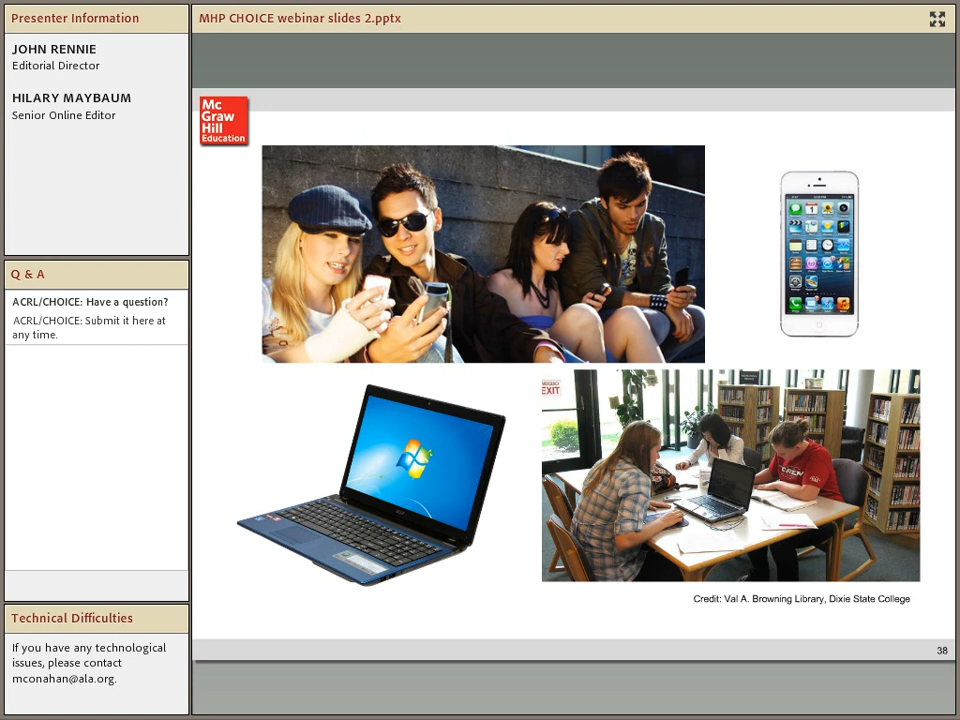 Presenter Information
JOHN RENNIE
Editorial Director
HILARY MAYBAUM
Senior Online Editor
Q & A
ACRL/CHOICE: Have a question?
ACRL/CHOICE: Submit it here at
any time.
Technical Difficulties
If you have any technological
issues, please contact
mconahan@ala.org.
MHP CHOICE webinar slides 2.pptx
Mc
Graw
Hill
Education
EXIT
Credit: Val A. Browning Library, Dixie State College
38